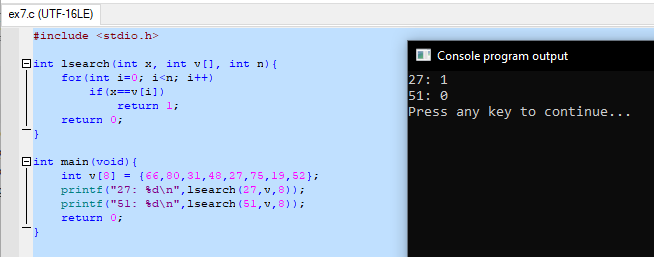 ex7.c (UTF-16LE)
#include <stdio.h>
int lsearch(int x, int v[], int n){
for(int i=0; i<n; i++)
if(x==v[i])
return 1;
return 0;
}
int main(void){
int v[8] = {66,80,31,48,27,75,19,52};
printf("27: %d\n",lsearch(27,v,8));
printf("51: %d\n",lsearch(51,v,8));
return 0;
}
Console program output
27: 1
51: 0
Press any key to continue...